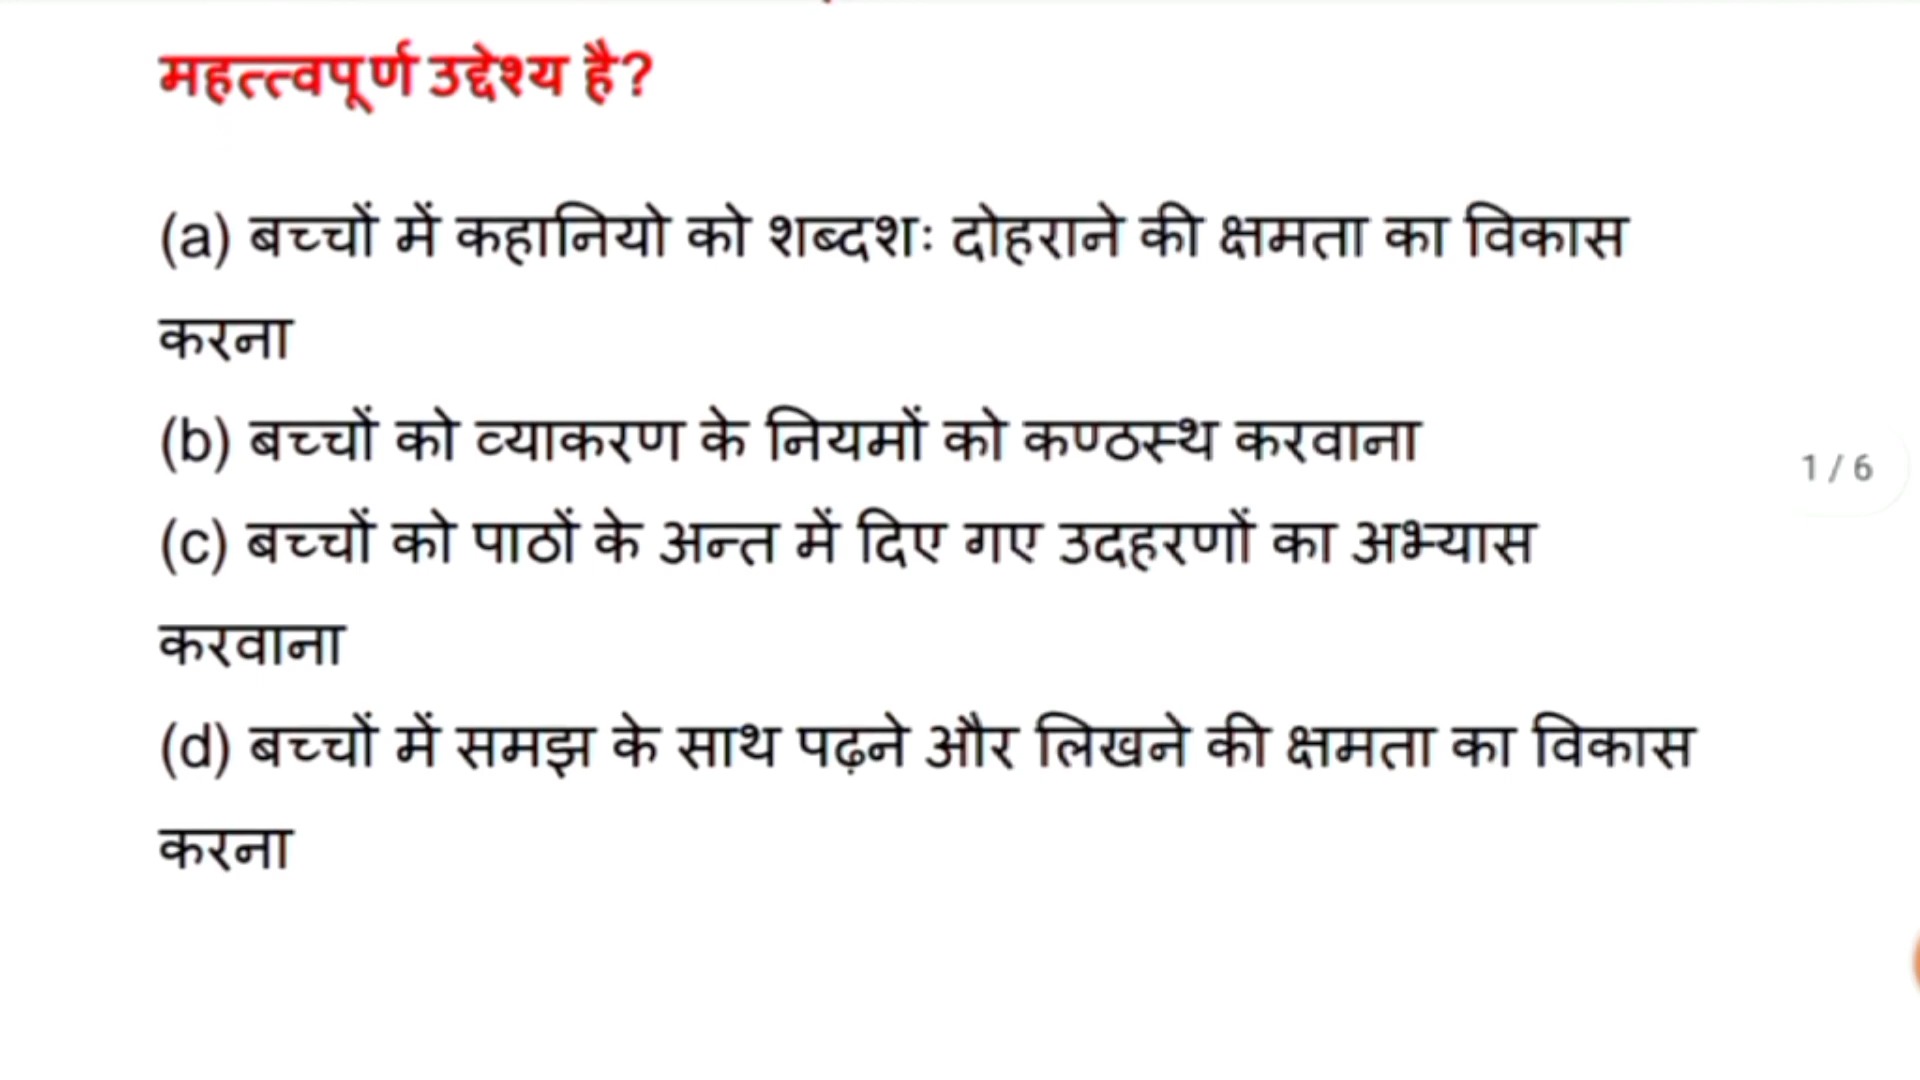 महत्त्वपूर्ण उद्देश्य है?
(a) बच्चों में कहानियो को शब्दशः दोहराने की क्षमता का विकास
करना
(b) बच्चों को व्याकरण के नियमों को कण्ठस्थ करवाना
1 / 6
(c) बच्चों को पाठों के अन्त में दिए गए उदहरणों का अभ्यास
करवाना
(d) बच्चों में समझ के साथ पढ़ने और लिखने की क्षमता का विकास
करना